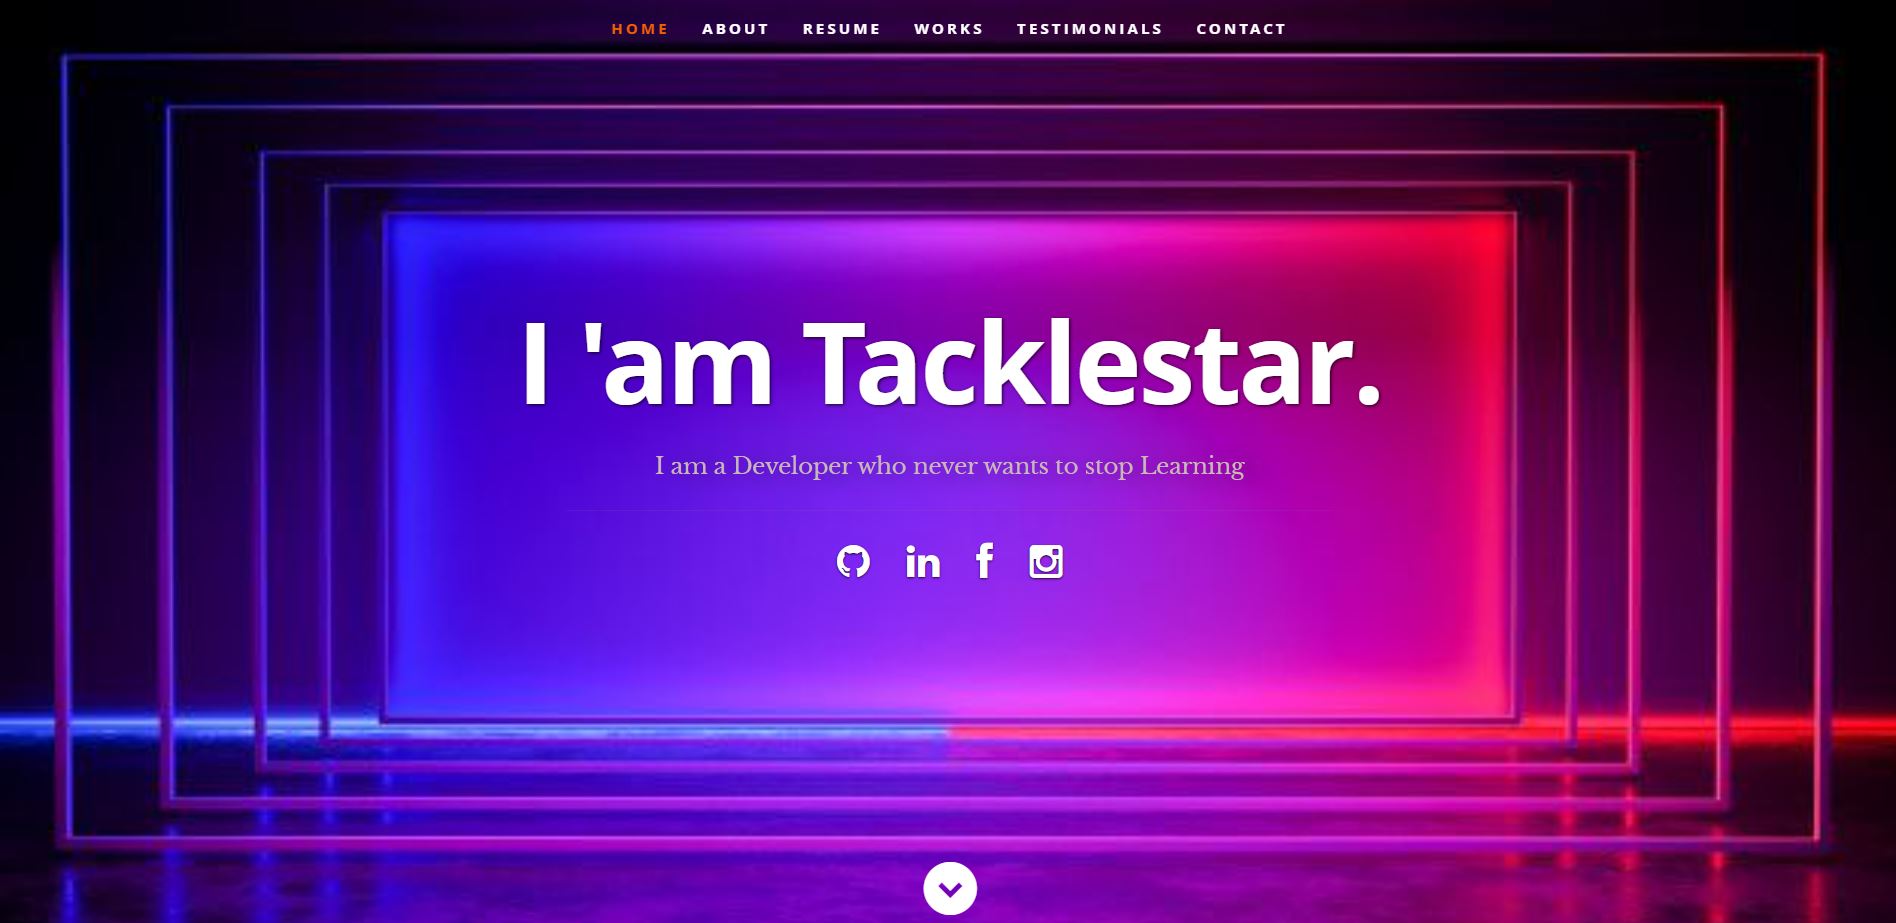 HOME ABOUT RESUME WORKS TESTIMONIALS CONTACT
I 'am Tacklestar.
I am a Developer who never wants to stop Learning